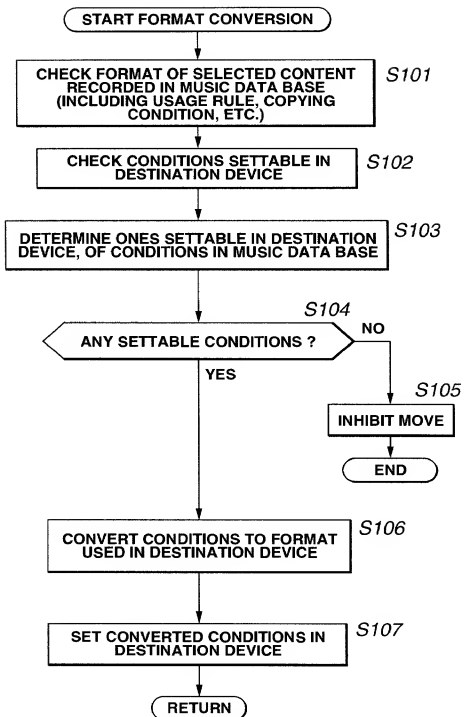 START FORMAT CONVERSION
CHECK FORMAT OF SELECTED CONTENT
RECORDED IN MUSIC DATA BASE
(INCLUDING USAGE RULE, COPYING
CONDITION, ETC.)
S101
CHECK CONDITIONS SETTABLE IN
DESTINATION DEVICE
S102
DETERMINE ONES SETTABLE IN DESTINATION
DEVICE, OF CONDITIONS IN MUSIC DATA BASE
S103
S104
ANY SETTABLE CONDITIONS ?
NO
YES
S105
INHIBIT MOVE
END
CONVERT CONDITIONS TO FORMAT
USED IN DESTINATION DEVICE
S106
SET CONVERTED CONDITIONS IN
DESTINATION DEVICE
S107
RETURN